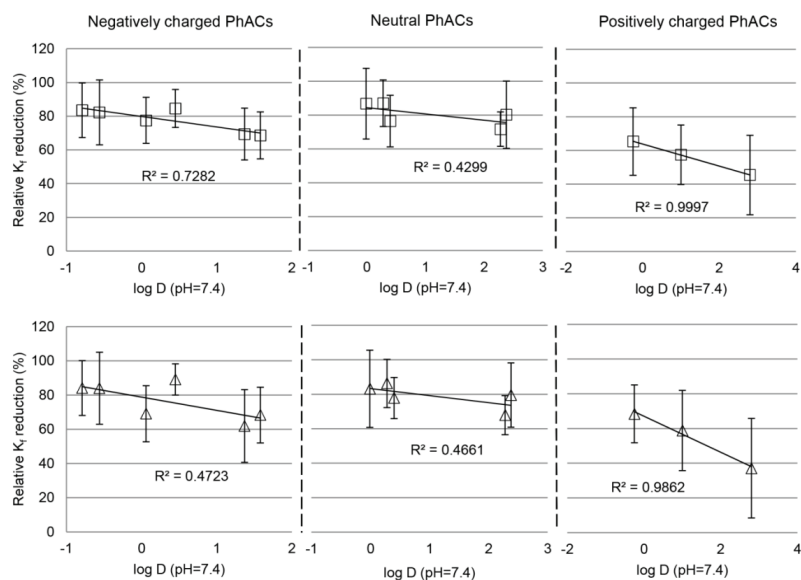 Negatively charged PhACs
Neutral PhACs
Positively charged PhACs
Relative Kf reduction (%)
120
100
80
60
40
20
0
R² = 0.7282
R² = 0.4299
R² = 0.9997
-1 0 1 2
-1 0 1 2 3
-2 0 2 4
log D (pH=7.4)
log D (pH=7.4)
log D (pH=7.4)
Relative Kf reduction (%)
120
100
80
60
40
20
0
R² = 0.4723
R² = 0.4661
R² = 0.9862
-1 0 1 2
-1 0 1 2 3
-2 0 2 4
log D (pH=7.4)
log D (pH=7.4)
log D (pH=7.4)